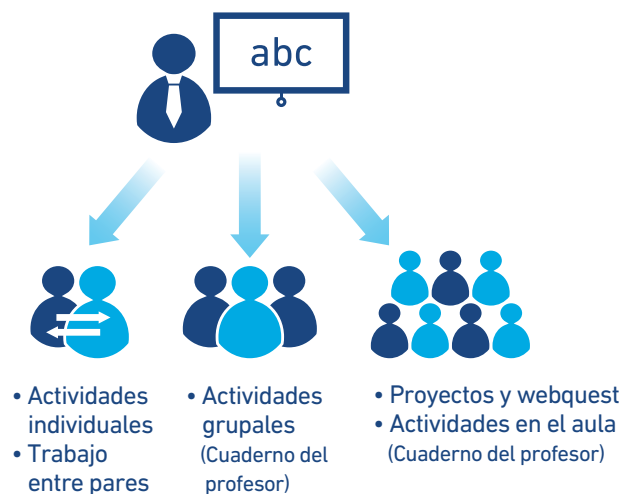 abc
• Actividades
individuales
• Trabajo
entre pares
• Actividades
grupales
(Cuaderno del
profesor)
• Proyectos y webquest
• Actividades en el aula
(Cuaderno del profesor)